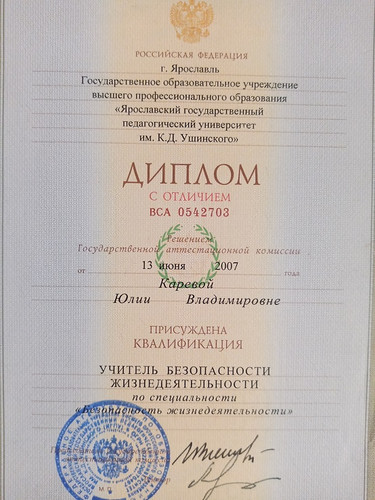 РОССИЙСКАЯ ФЕДЕРАЦИЯ
г. Ярославль
Государственное образовательное учреждение
высшего профессионального образования
«Ярославский государственный
педагогический университет
им. К.Д. Ушинского»
ДИПЛОМ
С ОТЛИЧИЕМ
ВСА 0542703
Решением
Государственной аттестационной комиссии
от 13 июня 2007 года
Каревой
Юлии Владимировне
ПРИСУЖДЕНА
КВАЛИФИКАЦИЯ
УЧИТЕЛЬ БЕЗОПАСНОСТИ
ЖИЗНЕДЕЯТЕЛЬНОСТИ
по специальности
«Безопасность жизнедеятельности»
М.П.